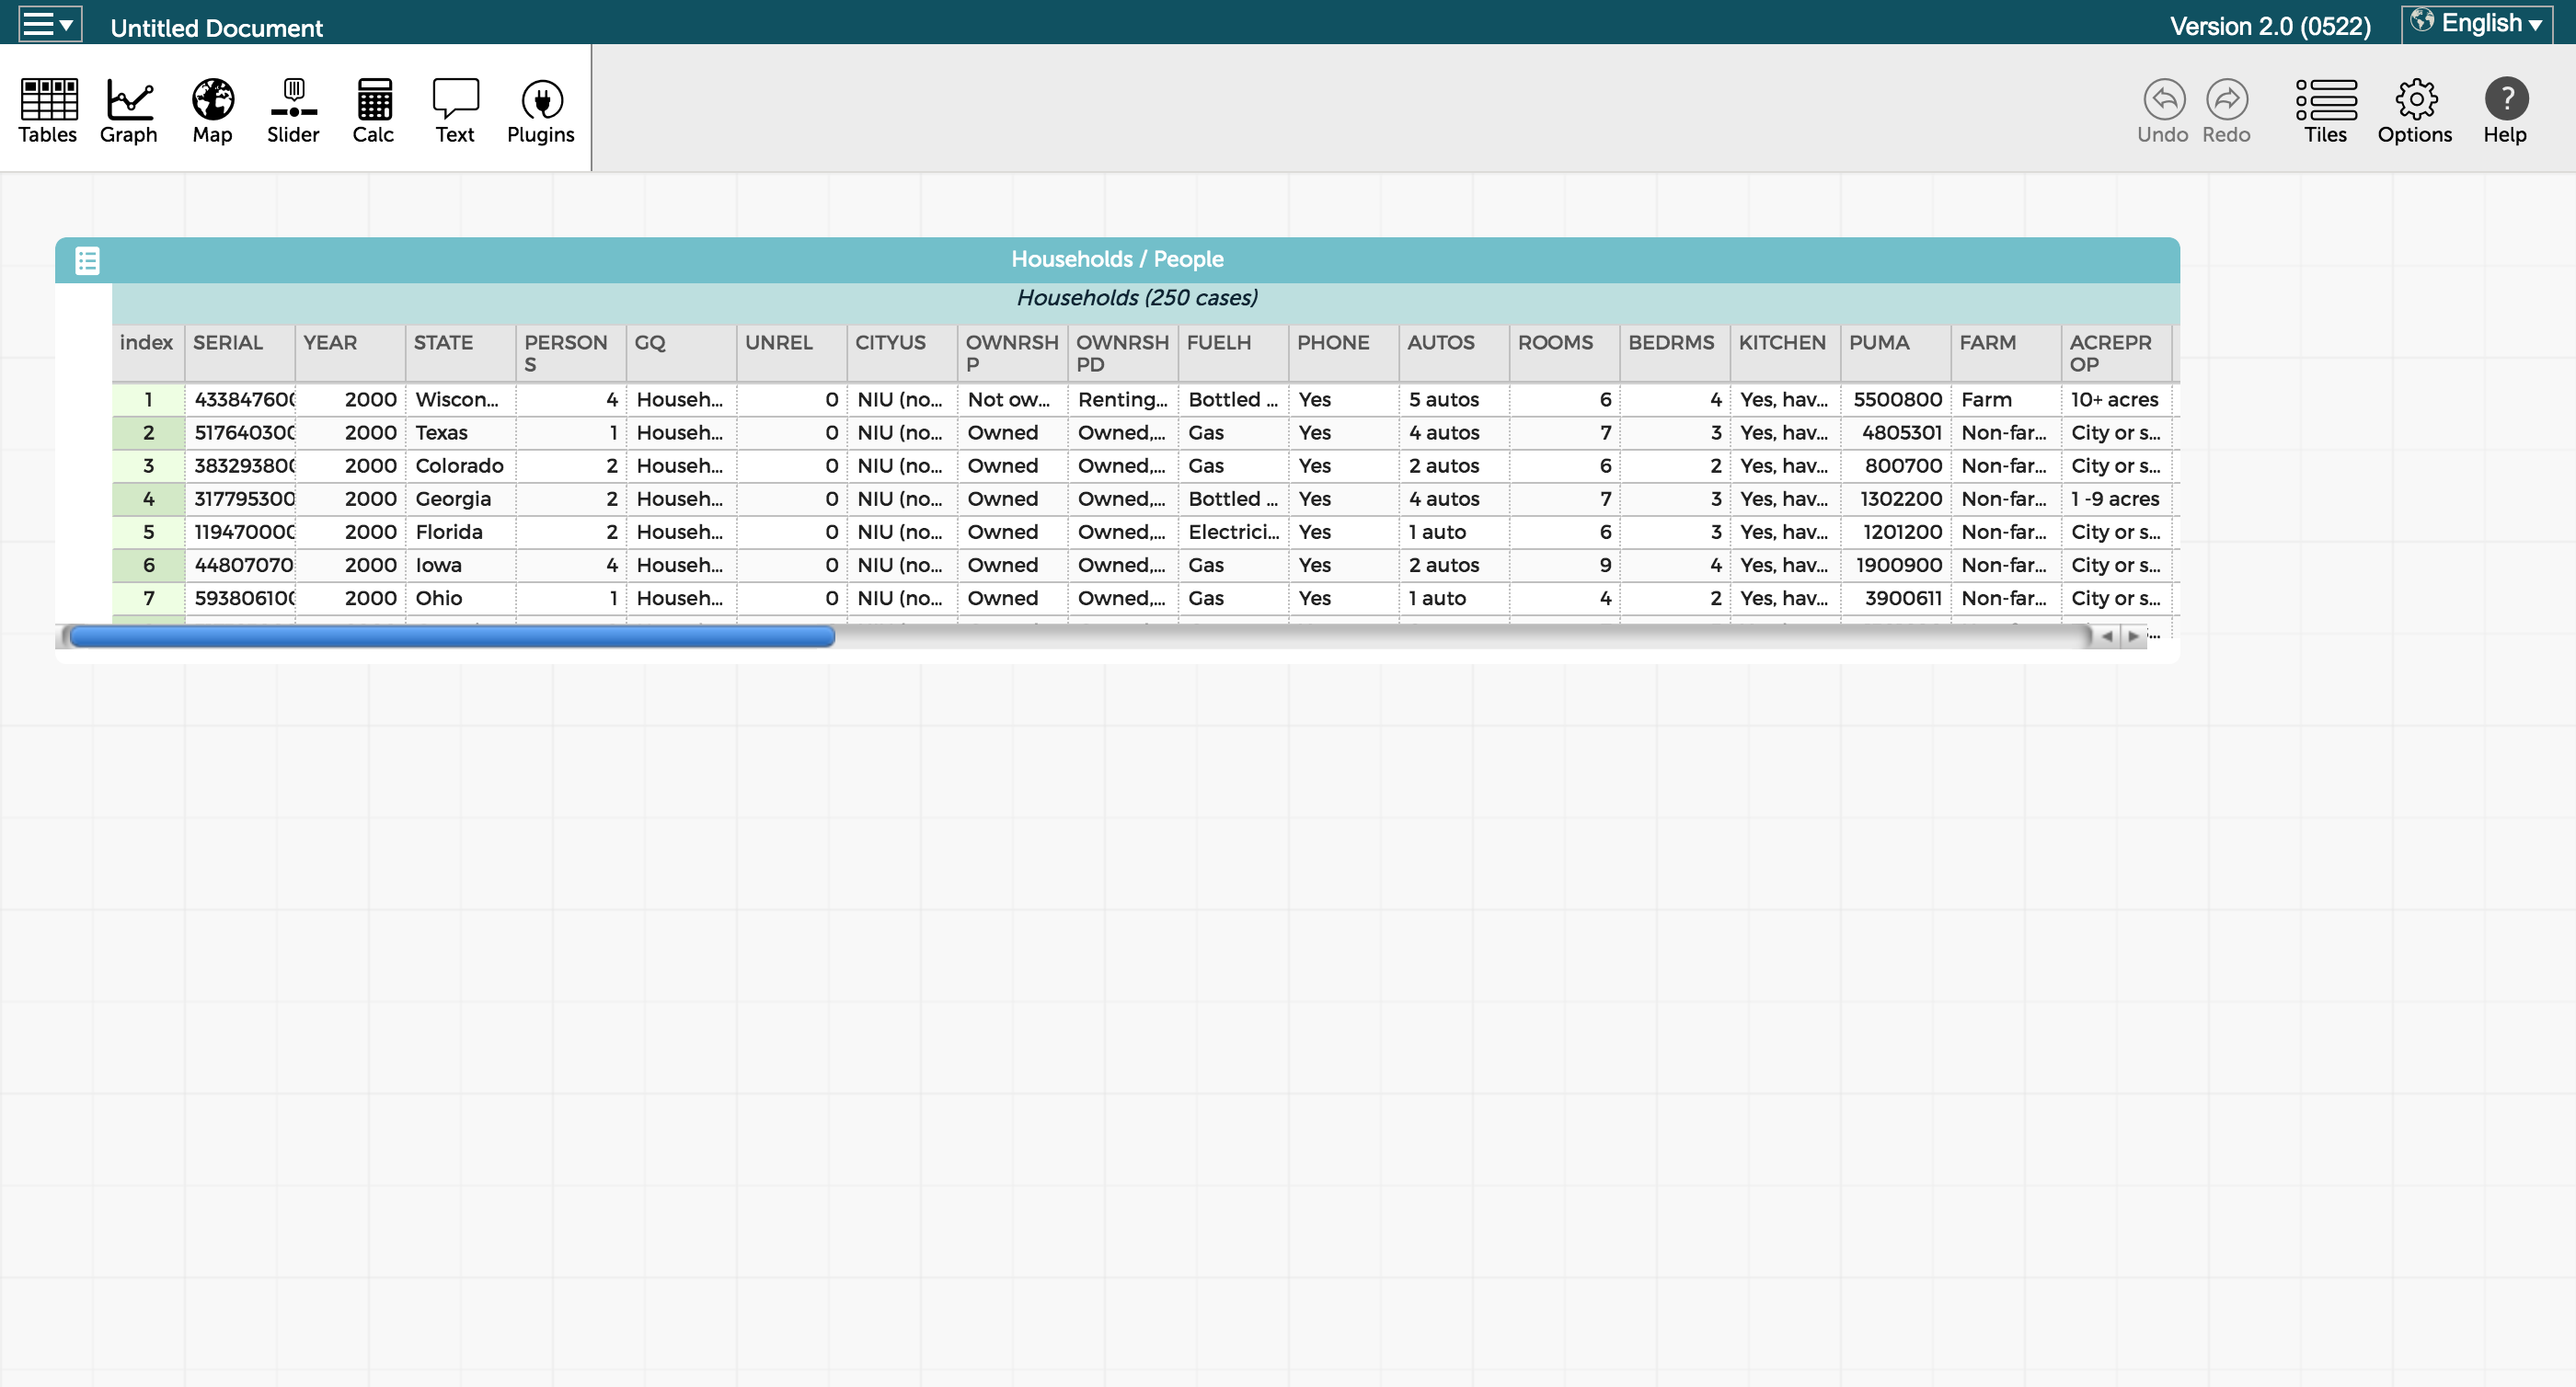 Untitled Document
Version 2.0 (0522) English
Tables Graph Map Slider Calc Text Plugins
Undo Redo Tiles Options Help
Households / People
Households (250 cases)
index SERIAL YEAR STATE PERSONS GQ UNREL CITYUS OWNRSHP OWNRSHPD FUELH PHONE AUTOS ROOMS BEDRMS KITCHEN PUMA FARM ACREPROP
1 433847600 2000 Wiscon... 4 Househ... 0 NIU (no... Not ow... Renting... Bottled ... Yes 5 autos 6 4 Yes, hav... 5500800 Farm 10+ acres
2 517640300 2000 Texas 1 Househ... 0 NIU (no... Owned Owned,... Gas Yes 4 autos 7 3 Yes, hav... 4805301 Non-far... City or s...
3 383293800 2000 Colorado 2 Househ... 0 NIU (no... Owned Owned,... Gas Yes 2 autos 6 2 Yes, hav... 800700 Non-far... City or s...
4 317795300 2000 Georgia 2 Househ... 0 NIU (no... Owned Owned,... Bottled ... Yes 4 autos 7 3 Yes, hav... 1302200 Non-far... 1 -9 acres
5 119470000 2000 Florida 2 Househ... 0 NIU (no... Owned Owned,... Electrici... Yes 1 auto 6 3 Yes, hav... 1201200 Non-far... City or s...
6 44807070 2000 Iowa 4 Househ... 0 NIU (no... Owned Owned,... Gas Yes 2 autos 9 4 Yes, hav... 1900900 Non-far... City or s...
7 593806100 2000 Ohio 1 Househ... 0 NIU (no... Owned Owned,... Gas Yes 1 auto 4 2 Yes, hav... 3900611 Non-far... City or s...